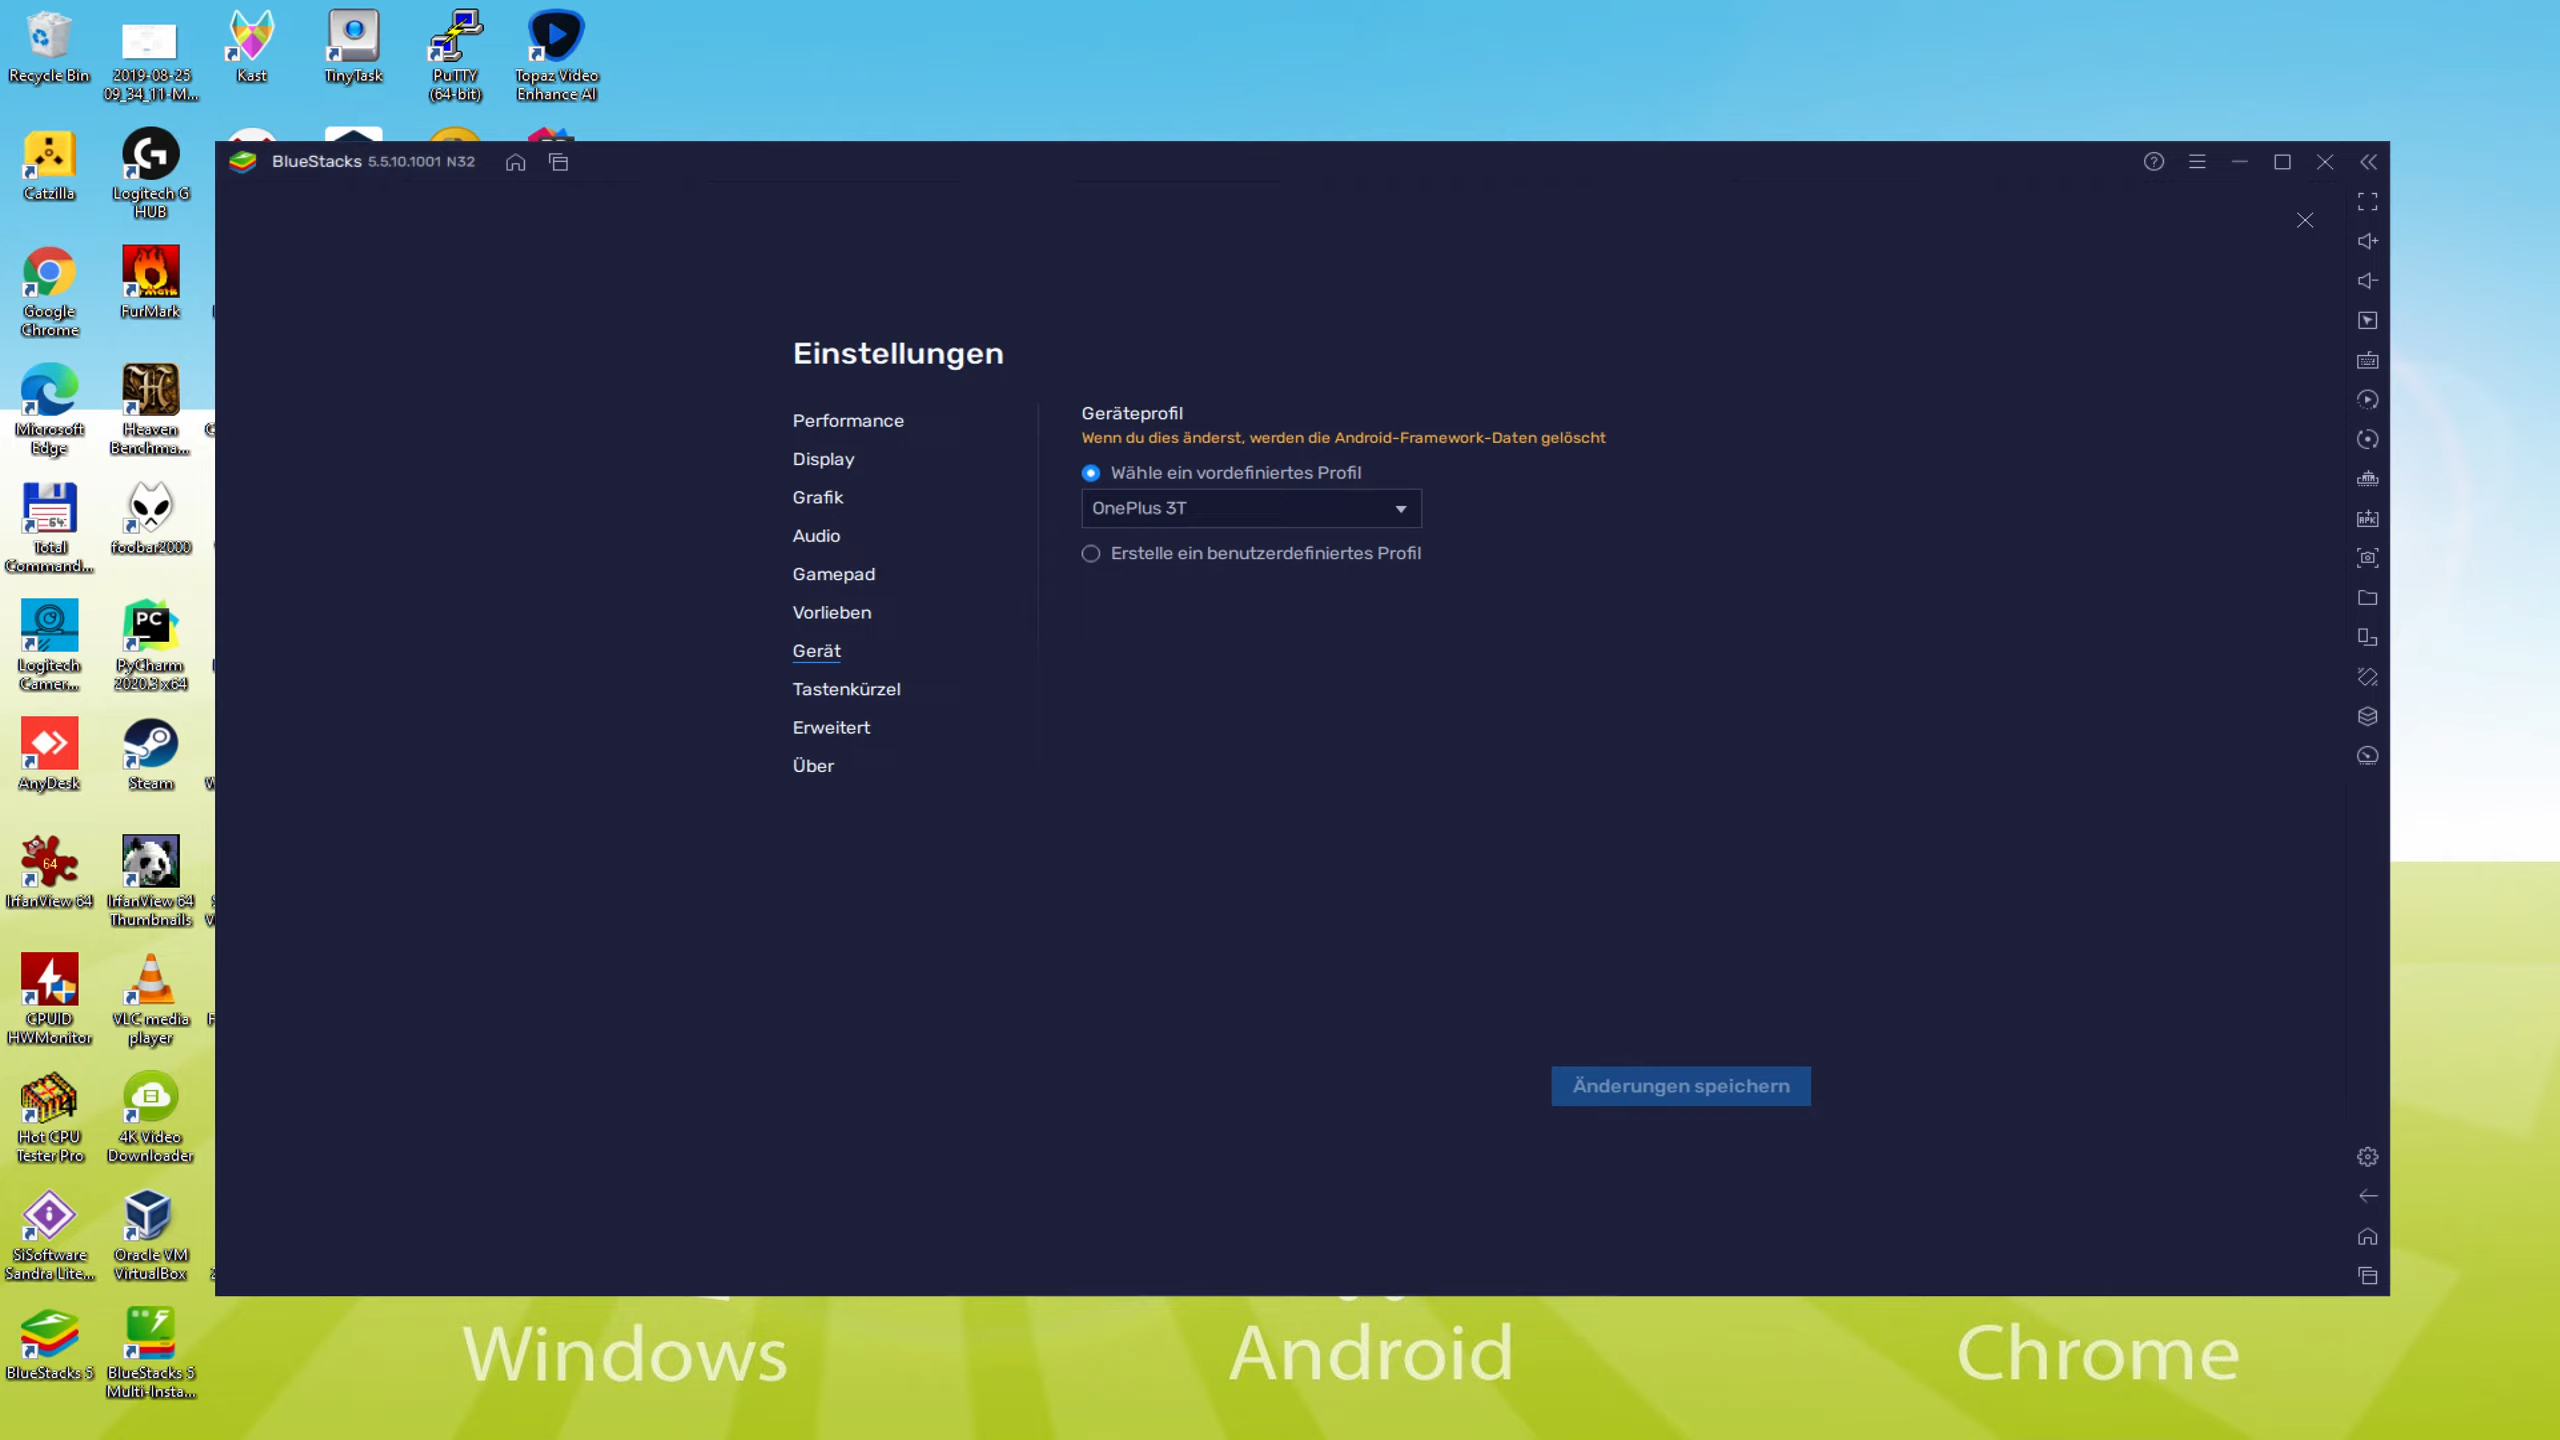 Recycle Bin
2019-08-25
09_34_11-M...
Kast
TinyTask
PuTTY
(64-bit)
Topaz Video
Enhance AI
Catzilla
Logitech G
HUB
Google
Chrome
FurMark
Microsoft
Edge
Heaven
Benchma...
Total
Command...
foobar2000
Logitech
Camer...
PyCharm
2020.3 x64
AnyDesk
Steam
IrfanView 64
IrfanView 64
Thumbnails
CPUID
HWMonitor
VLC media
player
Hot CPU
Tester Pro
4K Video
Downloader
SiSoftware
Sandra Lite...
Oracle VM
VirtualBox
BlueStacks 5
BlueStacks 5
Multi-Insta...
BlueStacks 5.5.10.1001 N32
Einstellungen
Performance
Display
Grafik
Audio
Gamepad
Vorlieben
Gerät
Tastenkürzel
Erweitert
Über
Geräteprofil
Wenn du dies änderst, werden die Android-Framework-Daten gelöscht
Wähle ein vordefiniertes Profil
OnePlus 3T
Erstelle ein benutzerdefiniertes Profil
Änderungen speichern
Windows
Android
Chrome